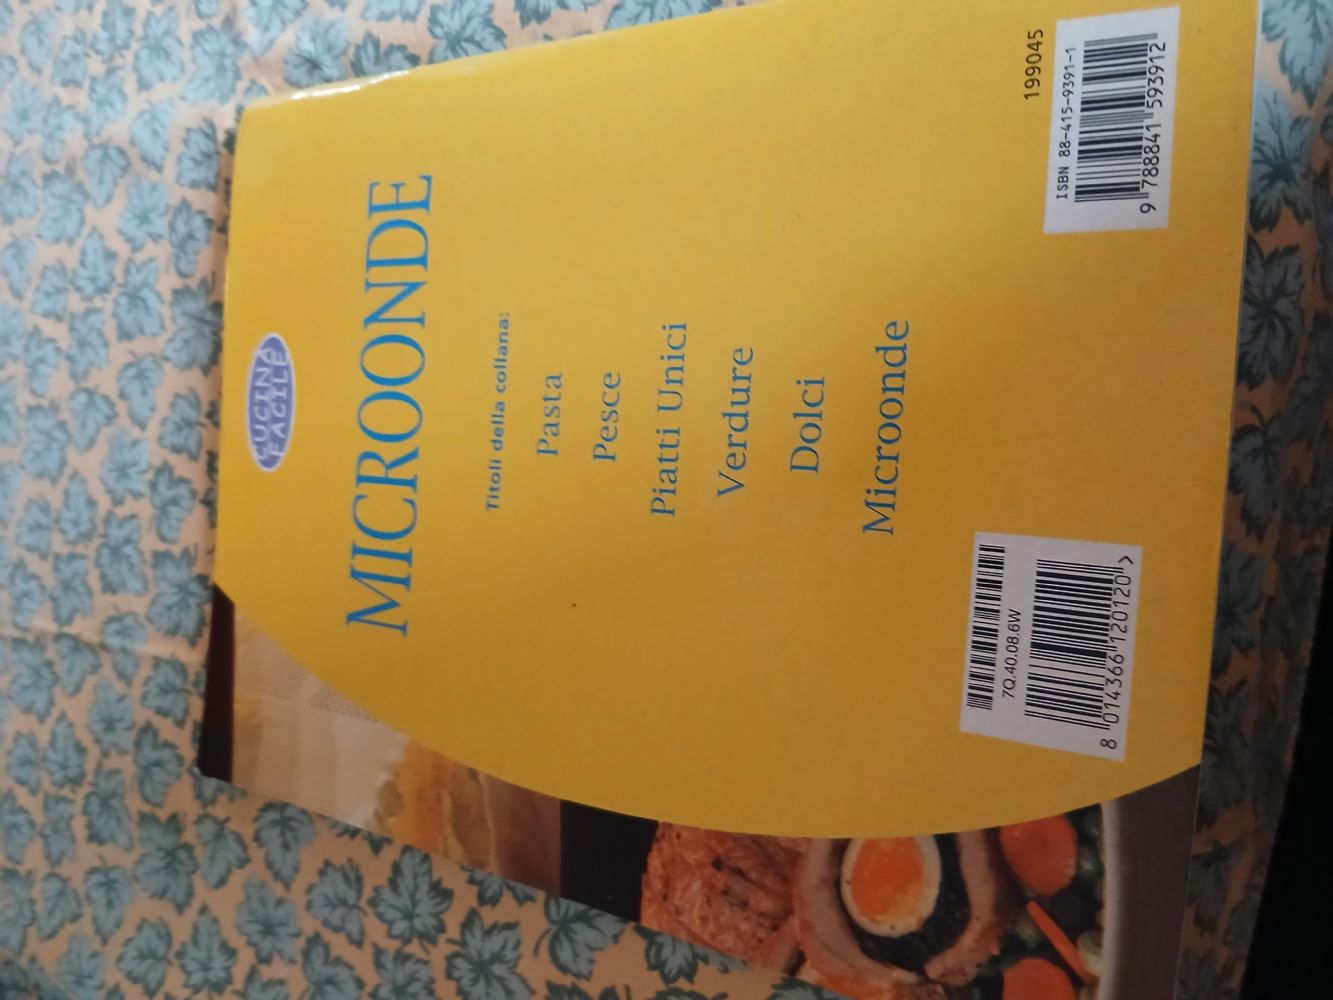 CUCINA
FACILE
MICROONDE
Titoli della collana:
Pasta
Pesce
Piatti Unici
Verdure
Dolci
Microonde
7Q.40.08.6W
8 014366 120120 >
199045
ISBN 88-415-9391-1
9 788841 593912